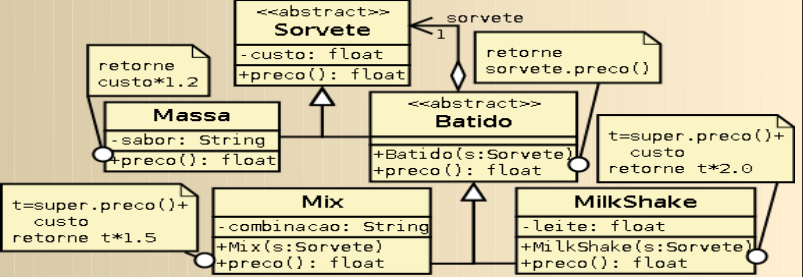 <<abstract>>
Sorvete
-custo: float
+preco(): float
sorvete
1
retorne
custo*1.2
retorne
sorvete.preco()
Massa
-sabor: String
+preco(): float
<<abstract>>
Batido
+Batido(s:Sorvete)
+preco(): float
t=super.preco()+
custo
retorne t*2.0
t=super.preco()+
custo
retorne t*1.5
Mix
-combinacao: String
+Mix(s:Sorvete)
+preco(): float
MilkShake
-leite: float
+MilkShake(s:Sorvete)
+preco(): float